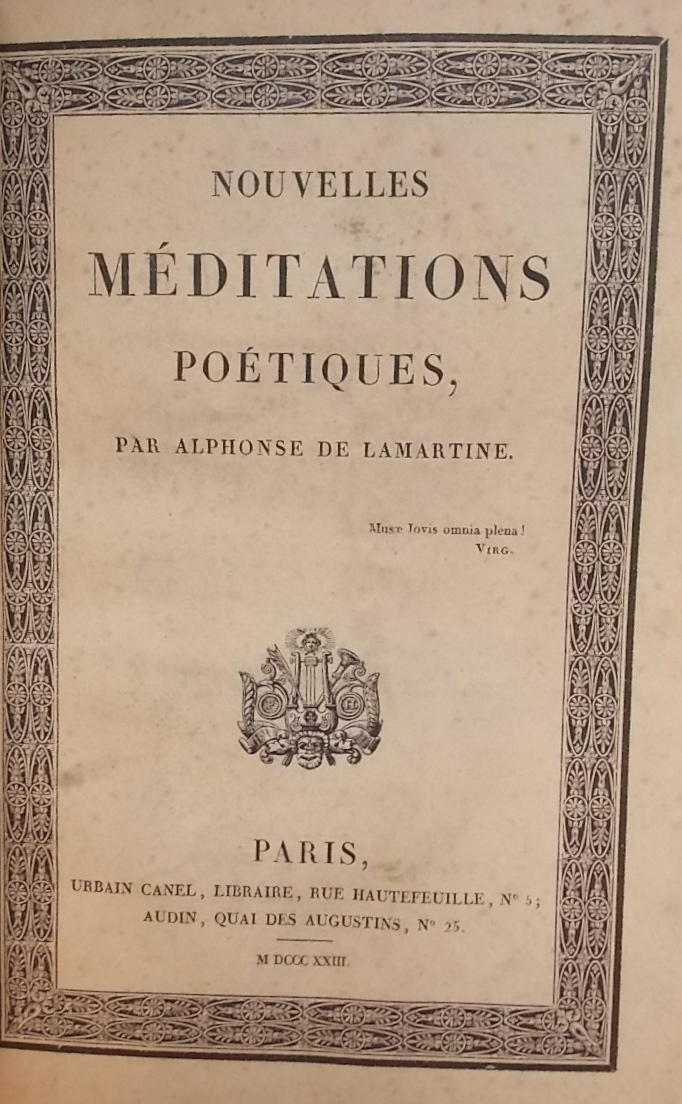 NOUVELLES
MÉDITATIONS
POÉTIQUES,
PAR ALPHONSE DE LAMARTINE.
Musæ Jovis omnia plena!
VIRG.
PARIS,
URBAIN CANEL, LIBRAIRE, RUE HAUTEFEUILLE, N° 5;
AUDIN, QUAI DES AUGUSTINS, N° 25.
M DCCC XXIII.